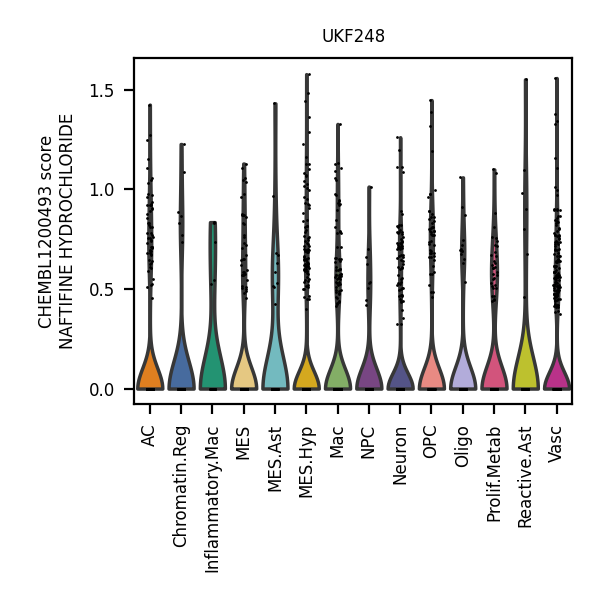 UKF248
CHEMBL1200493 score
NAFTIFINE HYDROCHLORIDE
1.5
1.0
0.5
0.0
AC
Chromatin.Reg
Inflammatory.Mac
MES
MES.Ast
MES.Hyp
Mac
NPC
Neuron
OPC
Oligo
Prolif.Metab
Reactive.Ast
Vasc